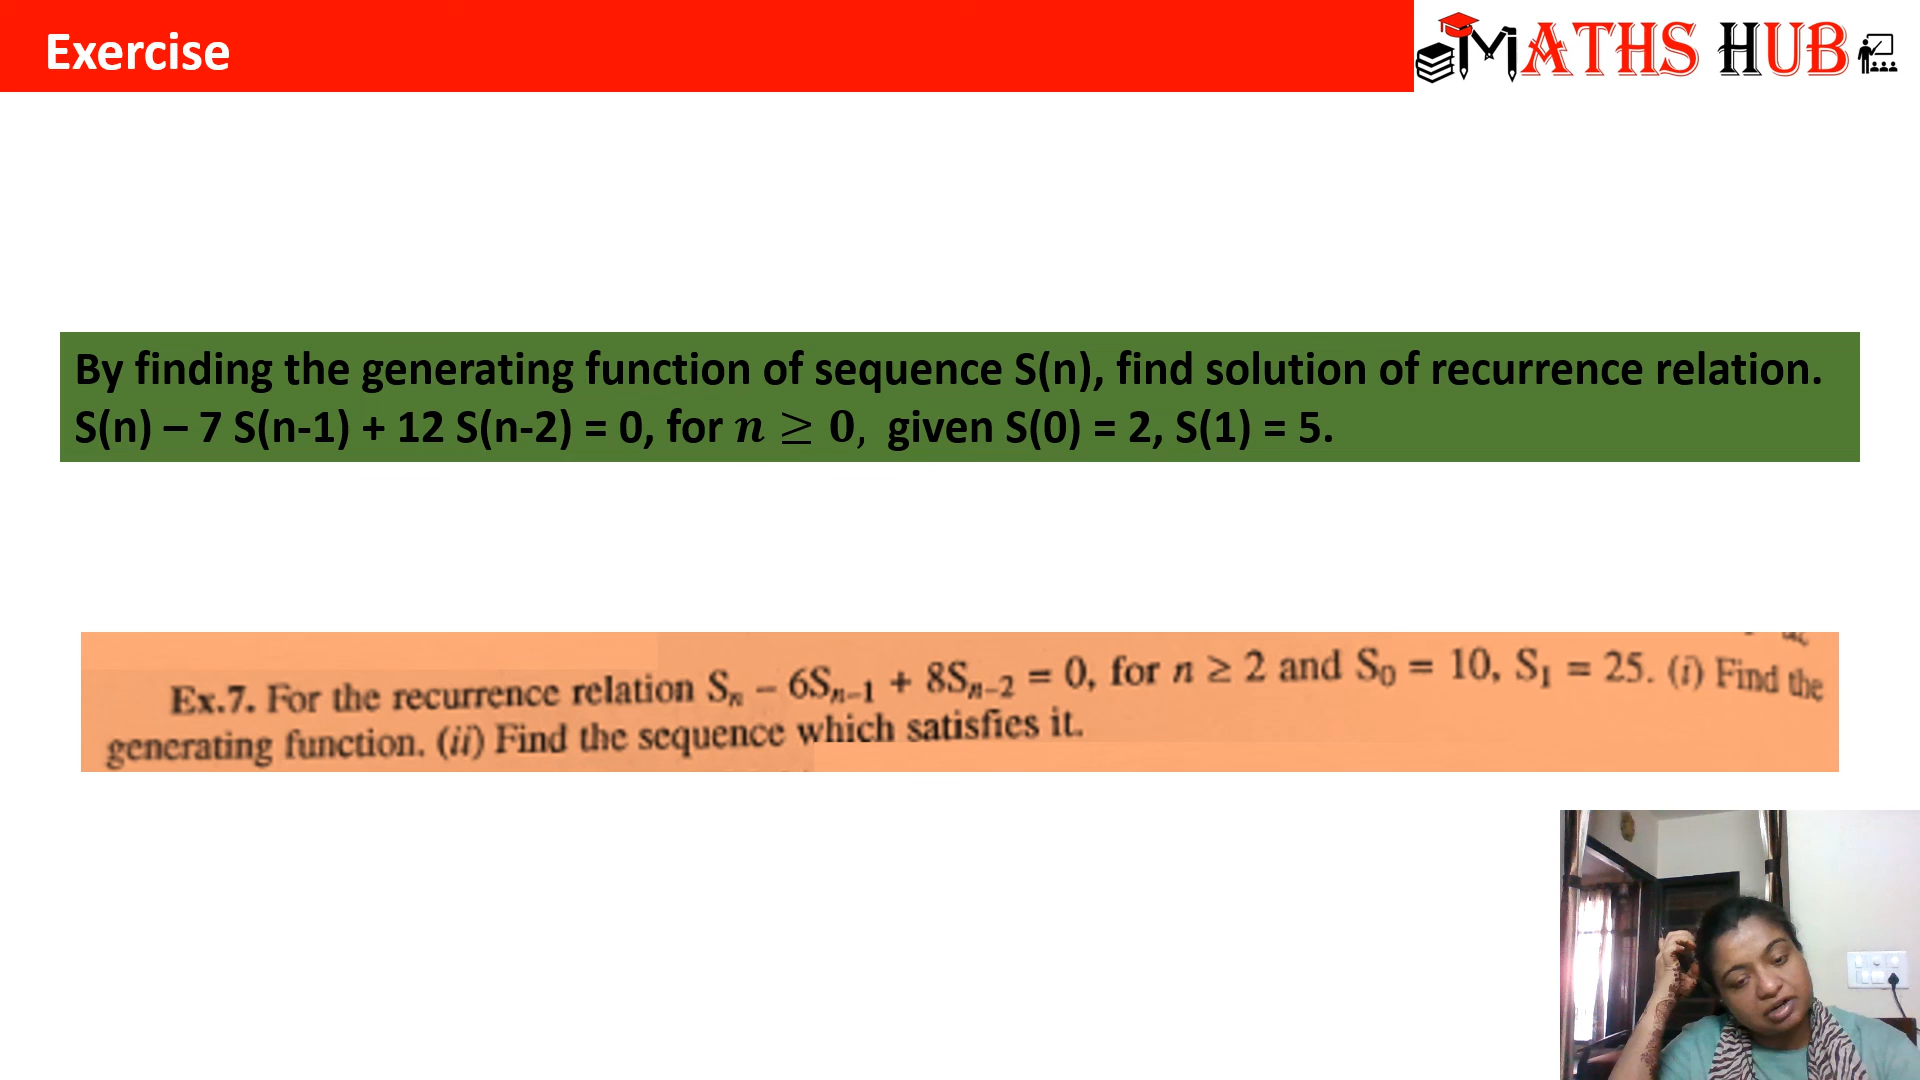 Exercise
MATHS HUB
By finding the generating function of sequence S(n), find solution of recurrence relation.
S(n) – 7 S(n-1) + 12 S(n-2) = 0, for n ≥ 0, given S(0) = 2, S(1) = 5.
Ex.7. For the recurrence relation Sₙ – 6Sₙ₋₁ + 8Sₙ₋₂ = 0, for n ≥ 2 and S₀ = 10, S₁ = 25. (i) Find the
generating function. (ii) Find the sequence which satisfies it.